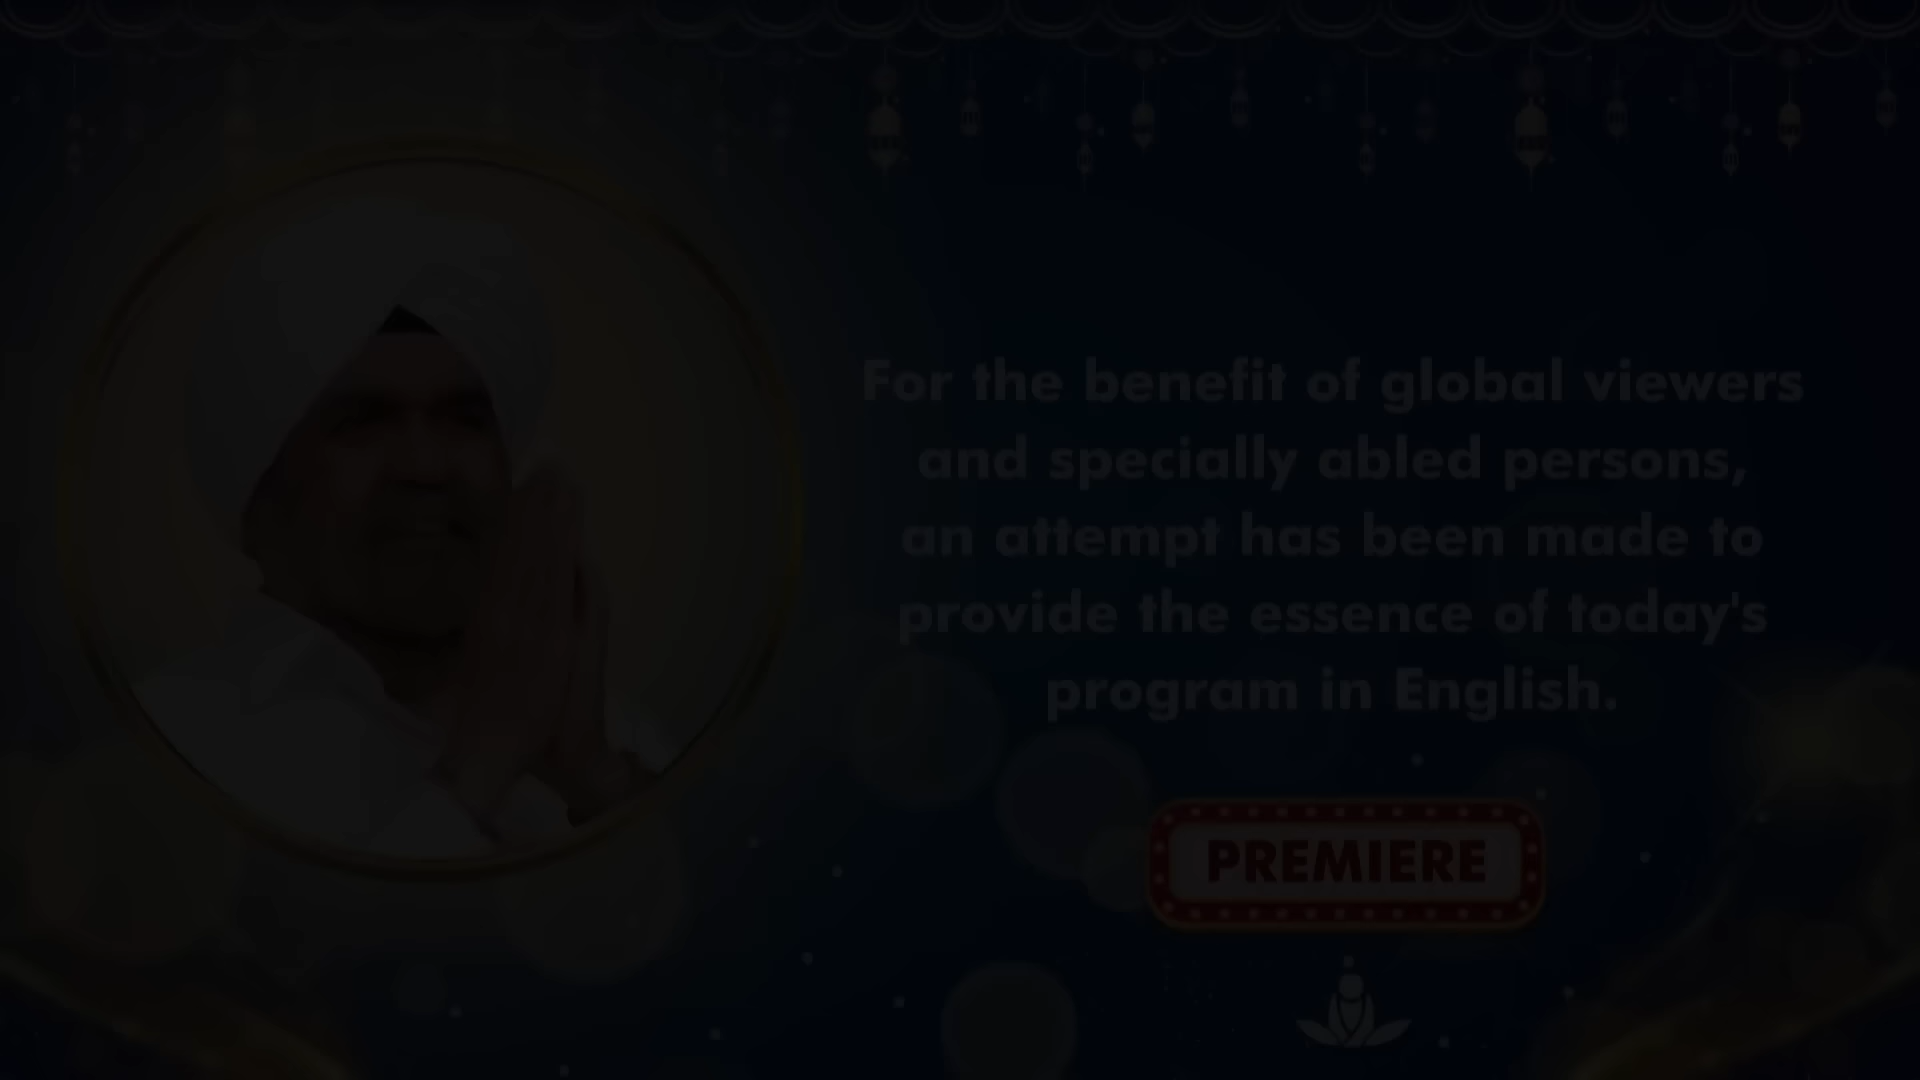 For the benefit of global viewers
and specially abled persons,
an attempt has been made to
provide the essence of today's
program in English.
PREMIERE